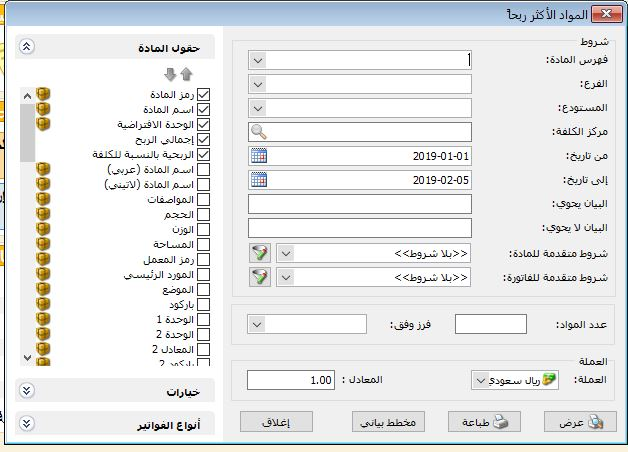 المواد الأكثر ربحاً
شروط
فهرس المادة:
الفرع:
المستودع:
مركز الكلفة:
من تاريخ: 2019-01-01
إلى تاريخ: 2019-02-05
البيان يحوي:
البيان لا يحوي:
شروط متقدمة للمادة: <<بلا شروط>>
شروط متقدمة للفاتورة: <<بلا شروط>>
عدد المواد: فرز وفق:
العملة
العملة: ريال سعودي المعادل : 1.00
عرض
طباعة
مخطط بياني
إغلاق
حقول المادة
رمز المادة
اسم المادة
الوحدة الافتراضية
إجمالي الربح
الربحية بالنسبة للكلفة
اسم المادة (عربي)
اسم المادة (لاتيني)
المواصفات
الحجم
الوزن
المساحة
رمز المعمل
المورد الرئيسي
الموضع
باركود
الوحدة 1
الوحدة 2
المعادل 2
باركود 2
خيارات
أنواع الفواتير